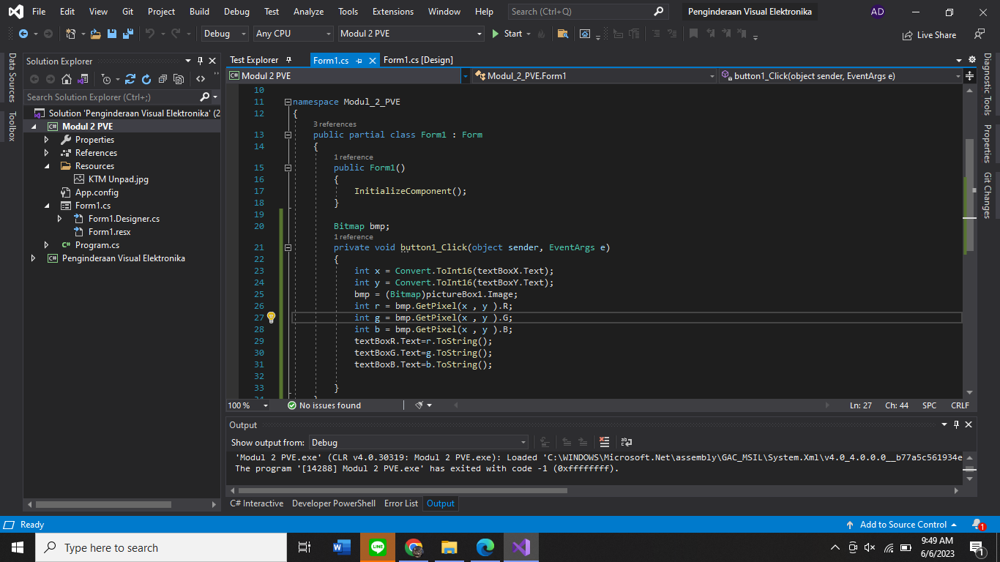 File Edit View Git Project Build Debug Test Analyze Tools Extensions Window Help Search (Ctrl+Q) Penginderaan Visual Elektronika AD
Debug Any CPU Modul 2 PVE Start Live Share
Data Sources
Toolbox
Solution Explorer
Search Solution Explorer (Ctrl+;)
Solution 'Penginderaan Visual Elektronika' (2
C# Modul 2 PVE
Properties
References
Resources
KTM Unpad.jpg
App.config
Form1.cs
Form1.Designer.cs
Form1.resx
C# Program.cs
C# Penginderaan Visual Elektronika
Test Explorer Form1.cs Form1.cs [Design]
C# Modul 2 PVE Modul_2_PVE.Form1 button1_Click(object sender, EventArgs e)
10
11 namespace Modul_2_PVE
12 {
3 references
13 public partial class Form1 : Form
14 {
1 reference
15 public Form1()
16 {
17 InitializeComponent();
18 }
19
20 Bitmap bmp;
1 reference
21 private void button1_Click(object sender, EventArgs e)
22 {
23 int x = Convert.ToInt16(textBoxX.Text);
24 int y = Convert.ToInt16(textBoxY.Text);
25 bmp = (Bitmap)pictureBox1.Image;
26 int r = bmp.GetPixel(x , y ).R;
27 int g = bmp.GetPixel(x , y ).G;
28 int b = bmp.GetPixel(x , y ).B;
29 textBoxR.Text=r.ToString();
30 textBoxG.Text=g.ToString();
31 textBoxB.Text=b.ToString();
32
33 }
34 }
100 % No issues found Ln: 27 Ch: 44 SPC CRLF
Output
Show output from: Debug
'Modul 2 PVE.exe' (CLR v4.0.30319: Modul 2 PVE.exe): Loaded 'C:\WINDOWS\Microsoft.Net\assembly\GAC_MSIL\System.Xml\v4.0_4.0.0.0__b77a5c561934e
The program '[14288] Modul 2 PVE.exe' has exited with code -1 (0xffffffff).
C# Interactive Developer PowerShell Error List Output
Diagnostic Tools
Properties
Git Changes
Ready Add to Source Control 1
Type here to search
W
LINE
9:49 AM
6/6/2023
1